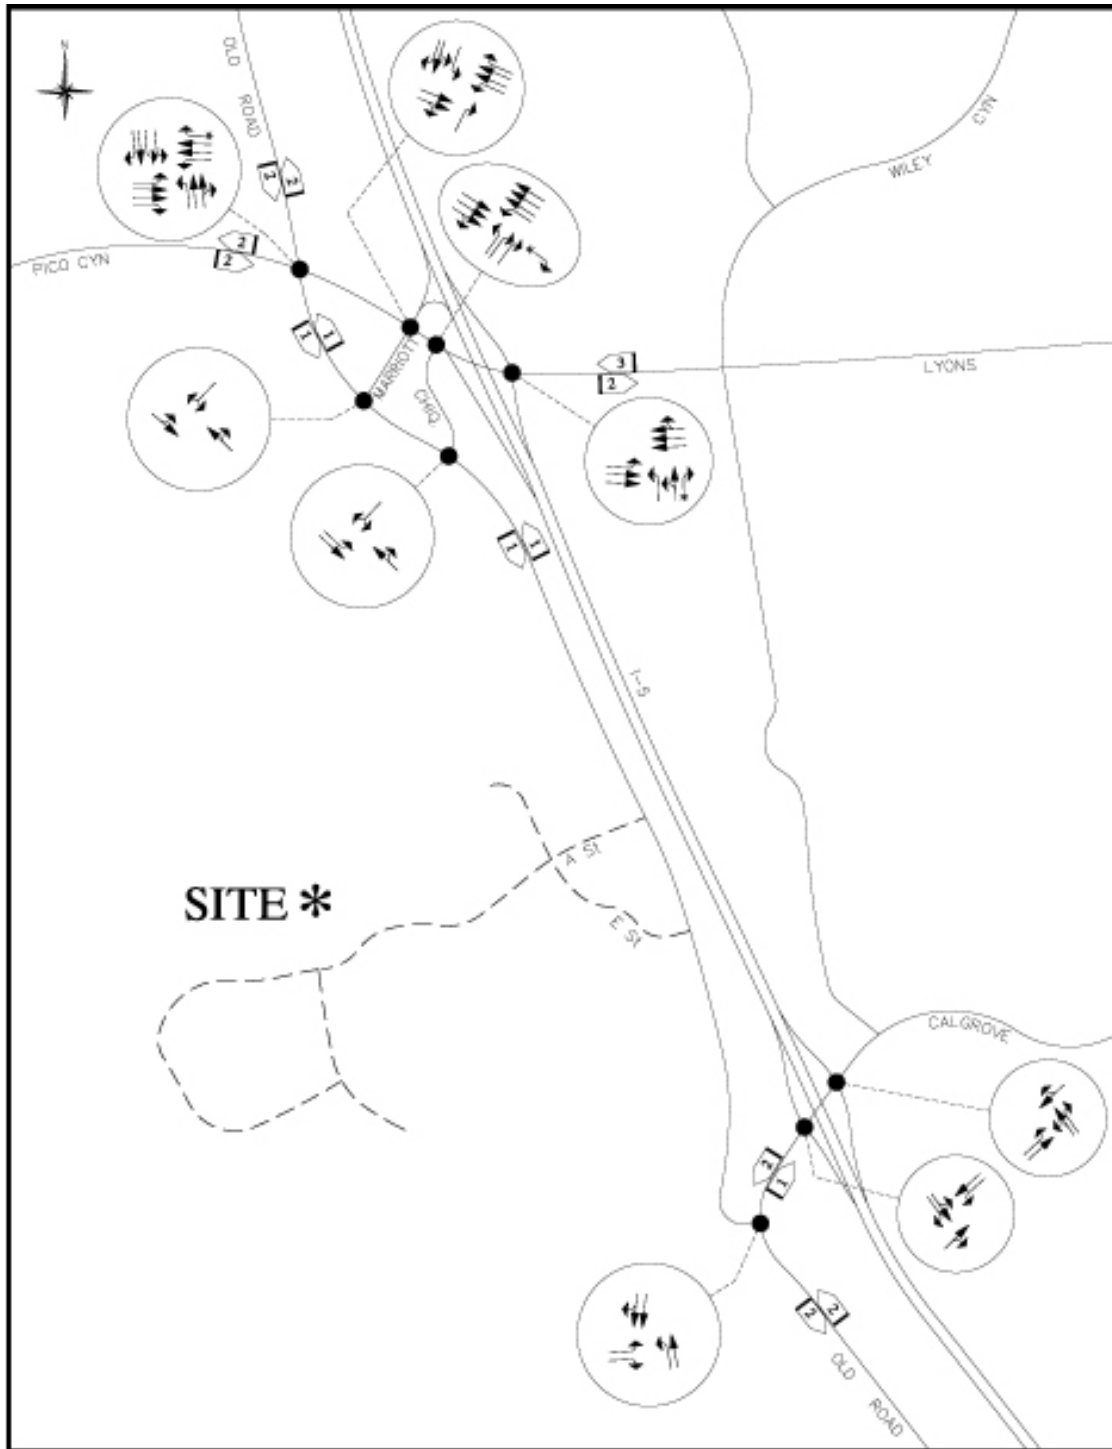 N
OLD ROAD
2
2
WILEY CYN
PICO CYN
2
2
1
1
MARRIOTT
CHIQ.
3
2
LYONS
1
1
I-5
A St
SITE *
E St
CALGROVE
2
1
2
2
OLD ROAD